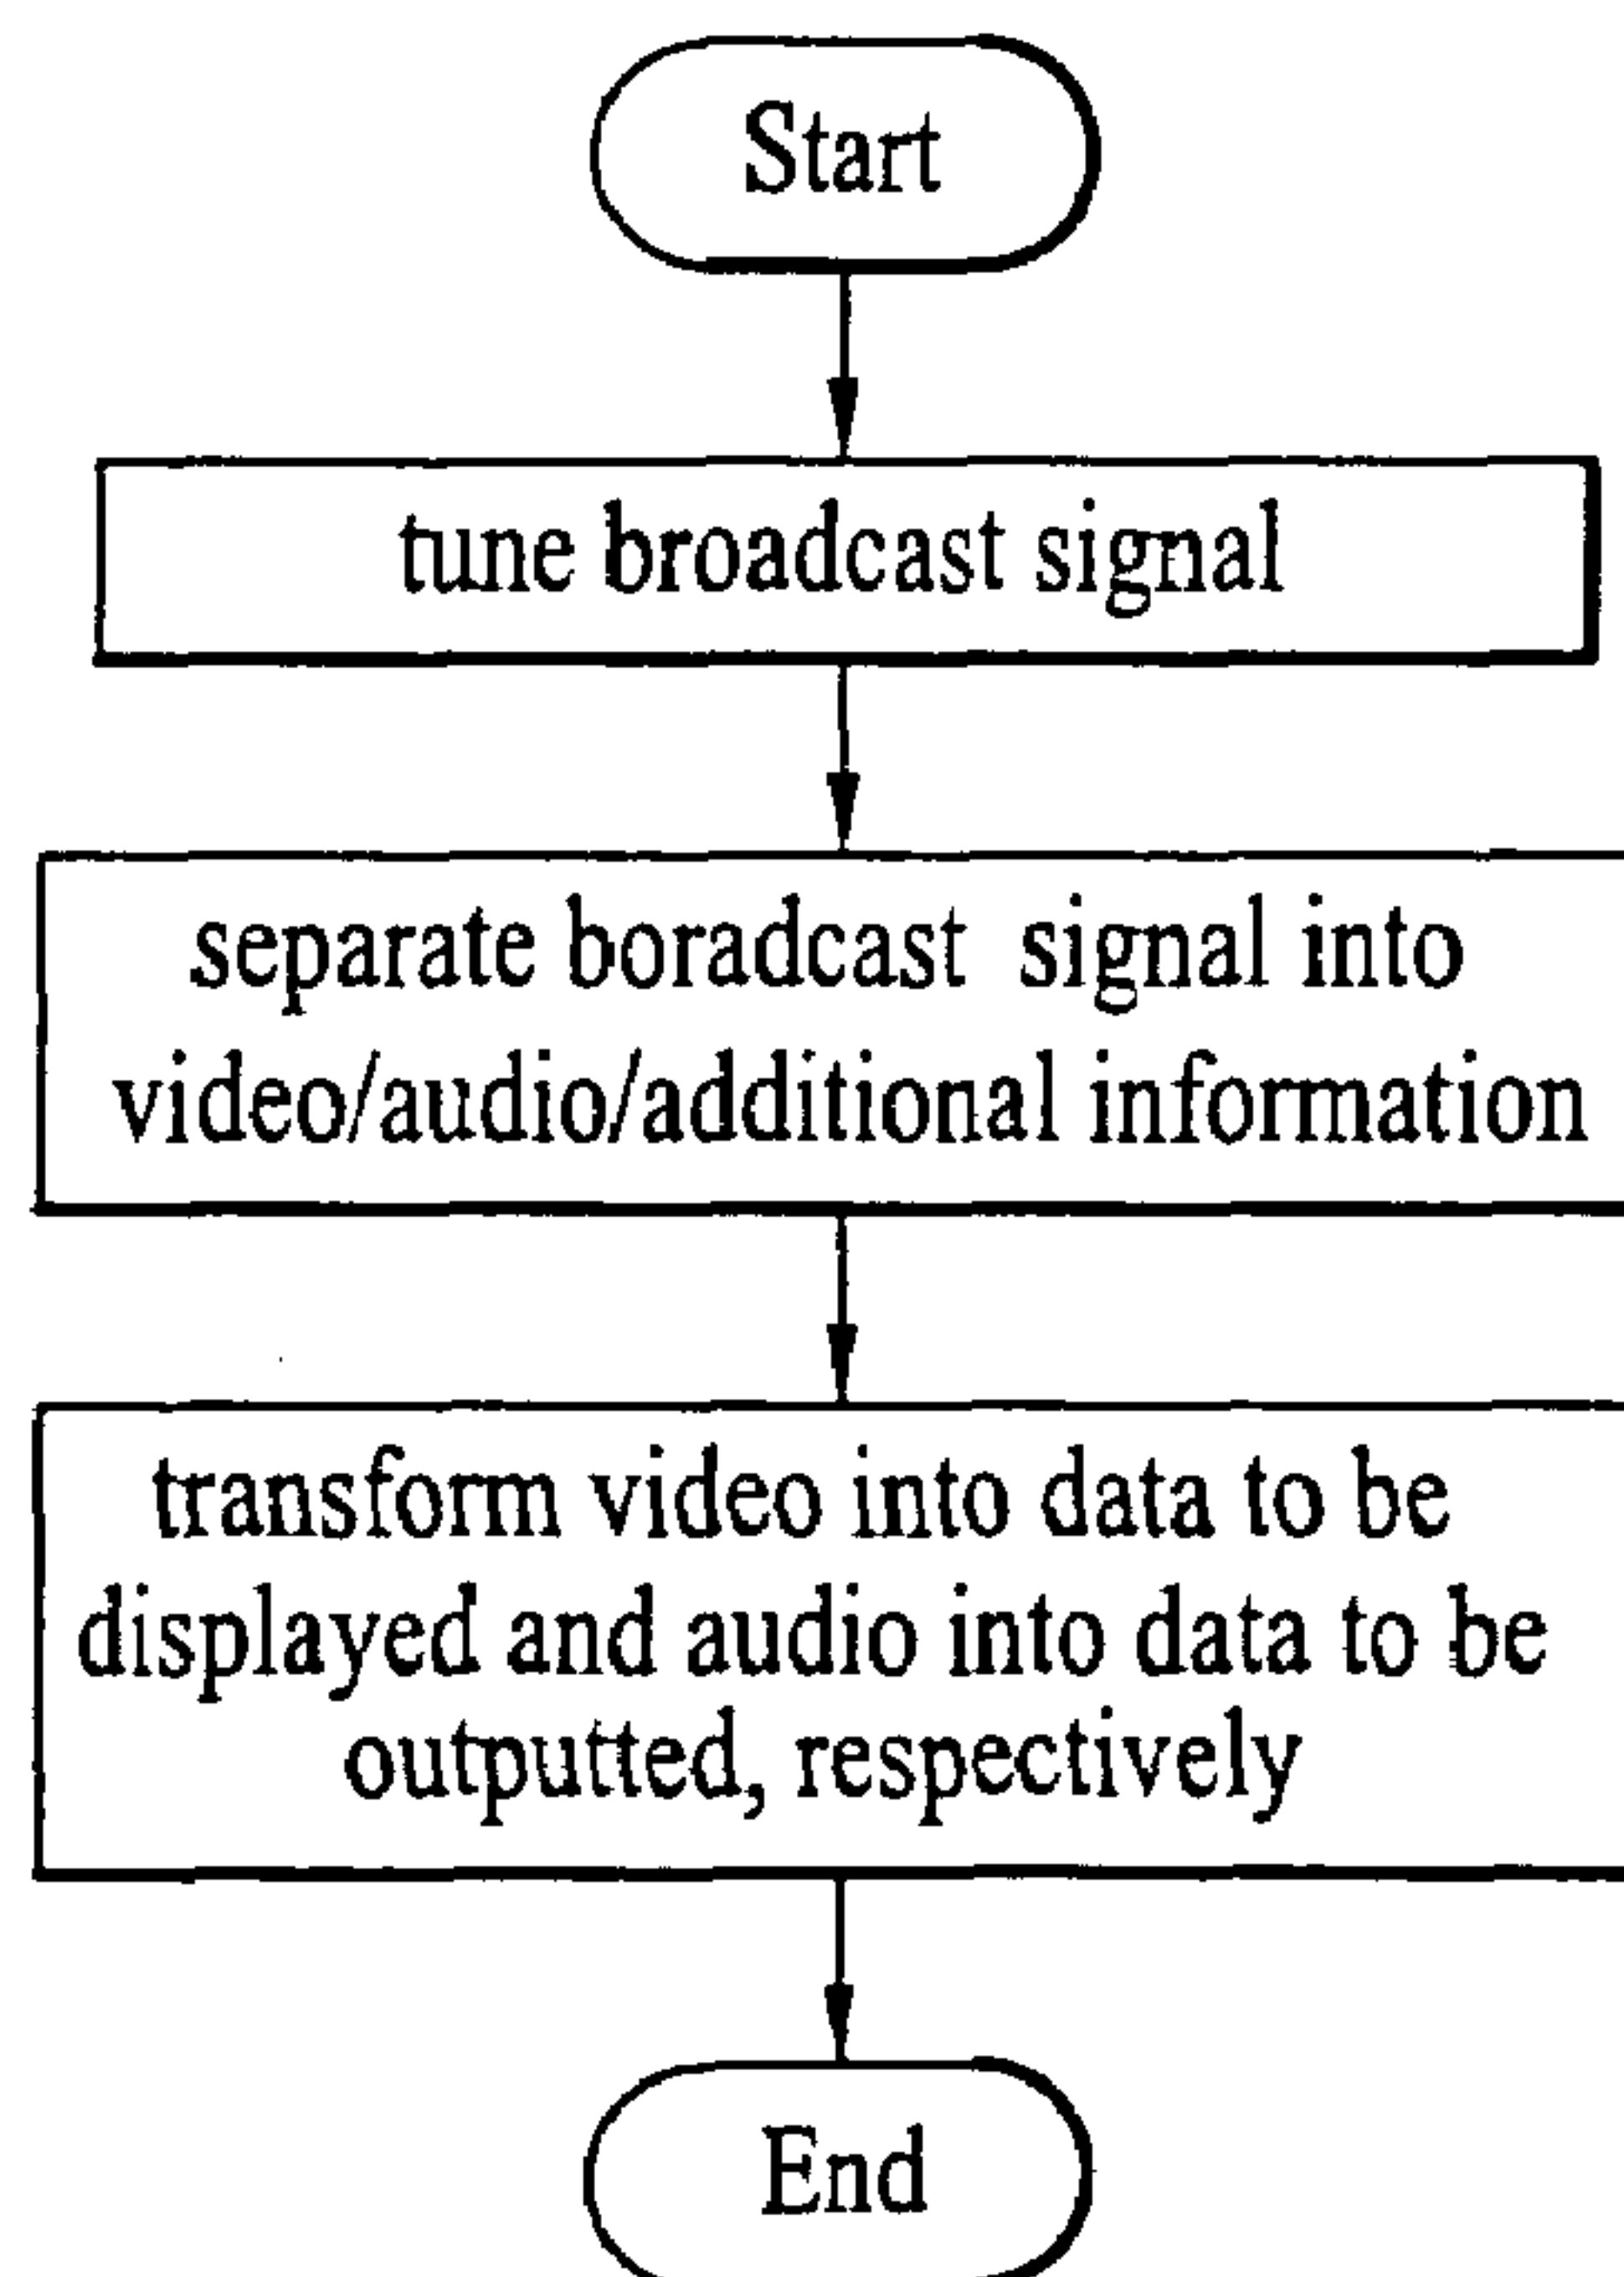 Start
tune broadcast signal
separate boradcast signal into
video/audio/additional information
transform video into data to be
displayed and audio into data to be
outputted, respectively
End